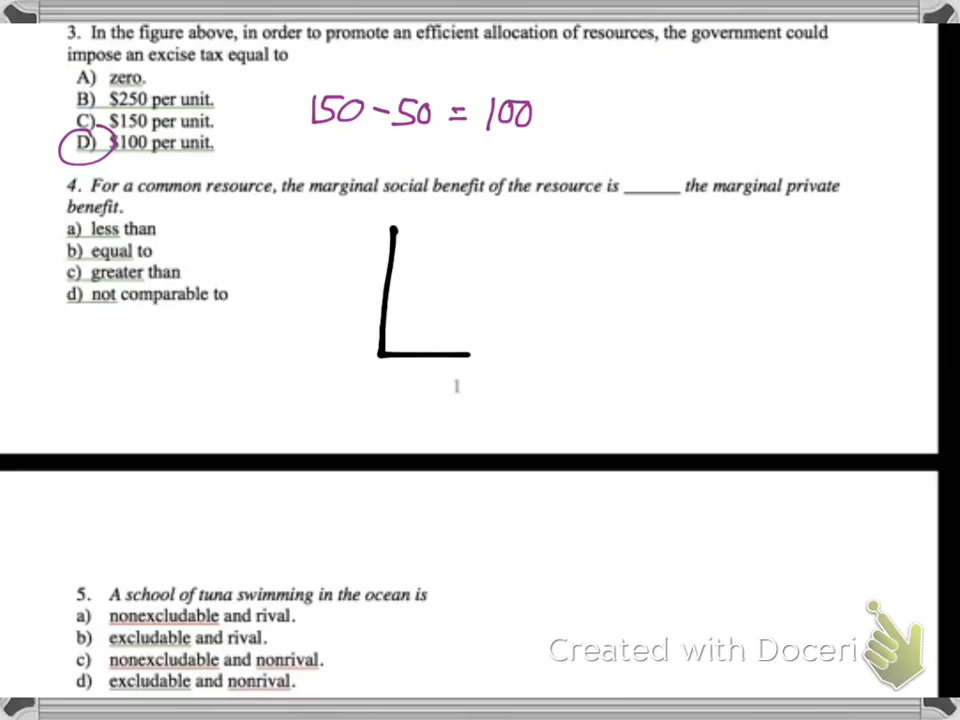 3. In the figure above, in order to promote an efficient allocation of resources, the government could
impose an excise tax equal to
A) zero.
B) $250 per unit.
C) $150 per unit.
D) $100 per unit.
150 - 50 = 100
4. For a common resource, the marginal social benefit of the resource is ______ the marginal private
benefit.
a) less than
b) equal to
c) greater than
d) not comparable to
1
5. A school of tuna swimming in the ocean is
a) nonexcludable and rival.
b) excludable and rival.
c) nonexcludable and nonrival.
d) excludable and nonrival.
Created with Doceri